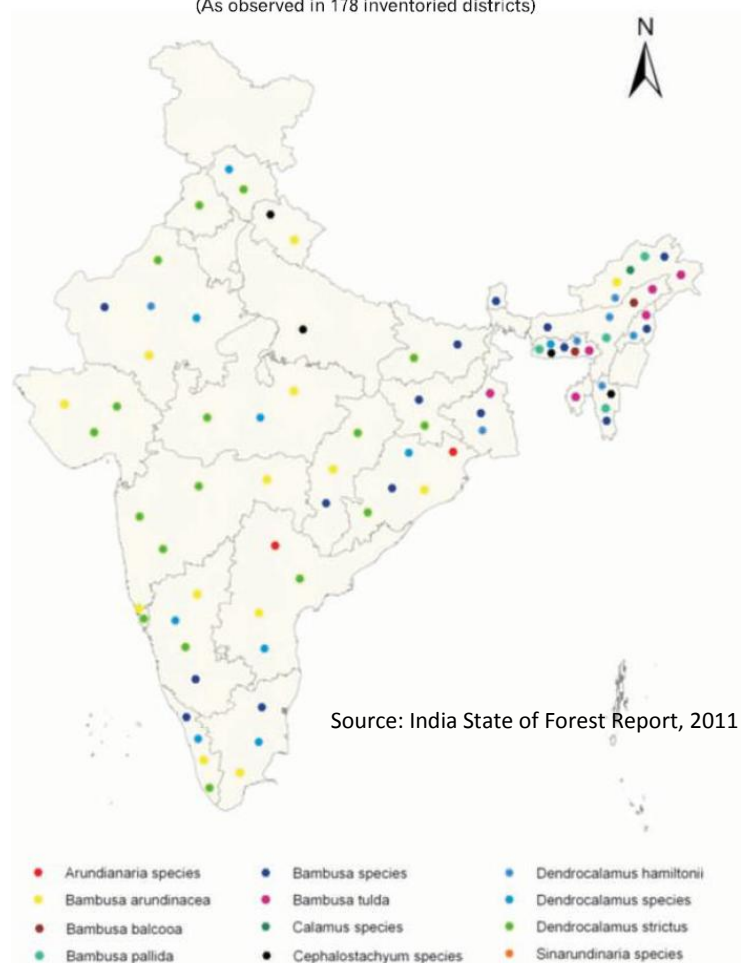 (As observed in 178 inventoried districts)
N
Source: India State of Forest Report, 2011
Arundianaria species
Bambusa species
Dendrocalamus hamiltonii
Bambusa arundinacea
Bambusa tulda
Dendrocalamus species
Bambusa balcooa
Calamus species
Dendrocalamus strictus
Bambusa pallida
Cephalostachyum species
Sinarundinaria species